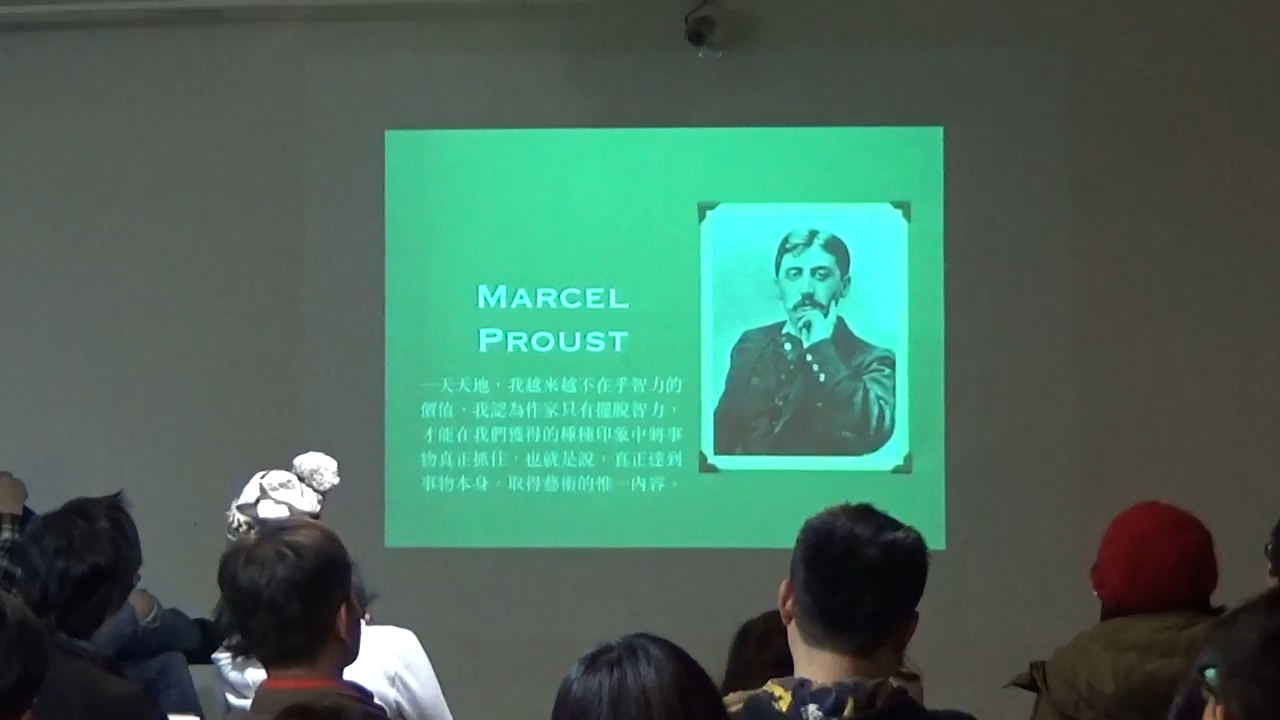 MARCEL
PROUST
一天天地，我越來越不在乎智力的
價值，我認為作家只有擺脫智力，
才能在我們獲得的種種印象中將事
物真正抓住，也就是說，真正達到
事物本身，取得藝術的惟一內容。